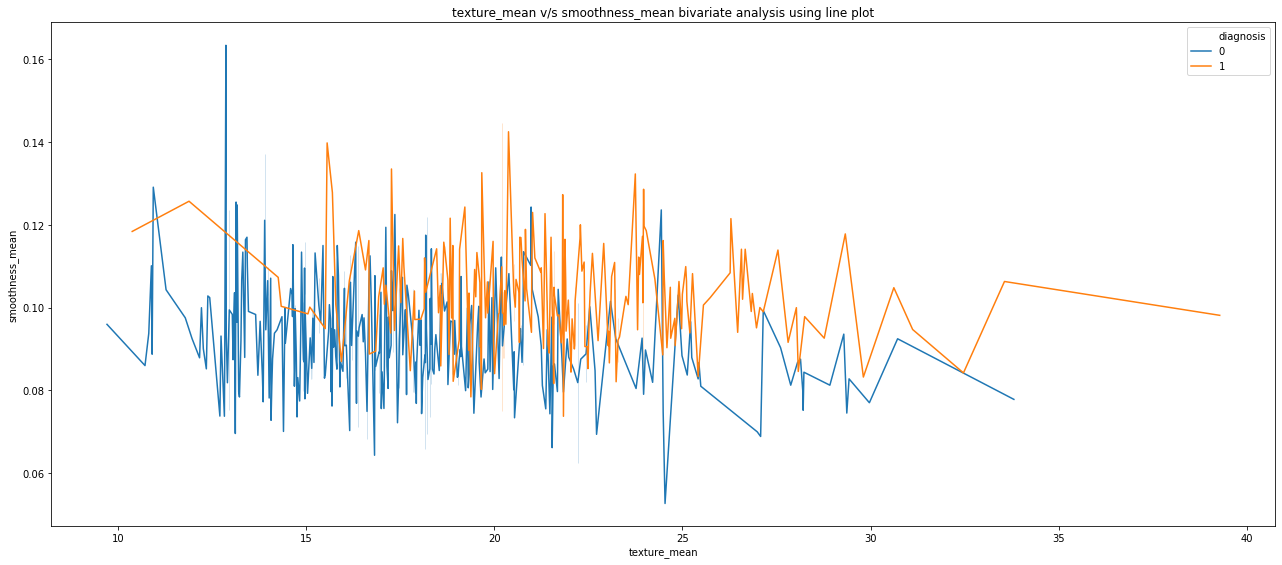 texture_mean v/s smoothness_mean bivariate analysis using line plot
diagnosis
0
1
0.16
0.14
0.12
0.10
0.08
0.06
smoothness_mean
10 15 20 25 30 35 40
texture_mean